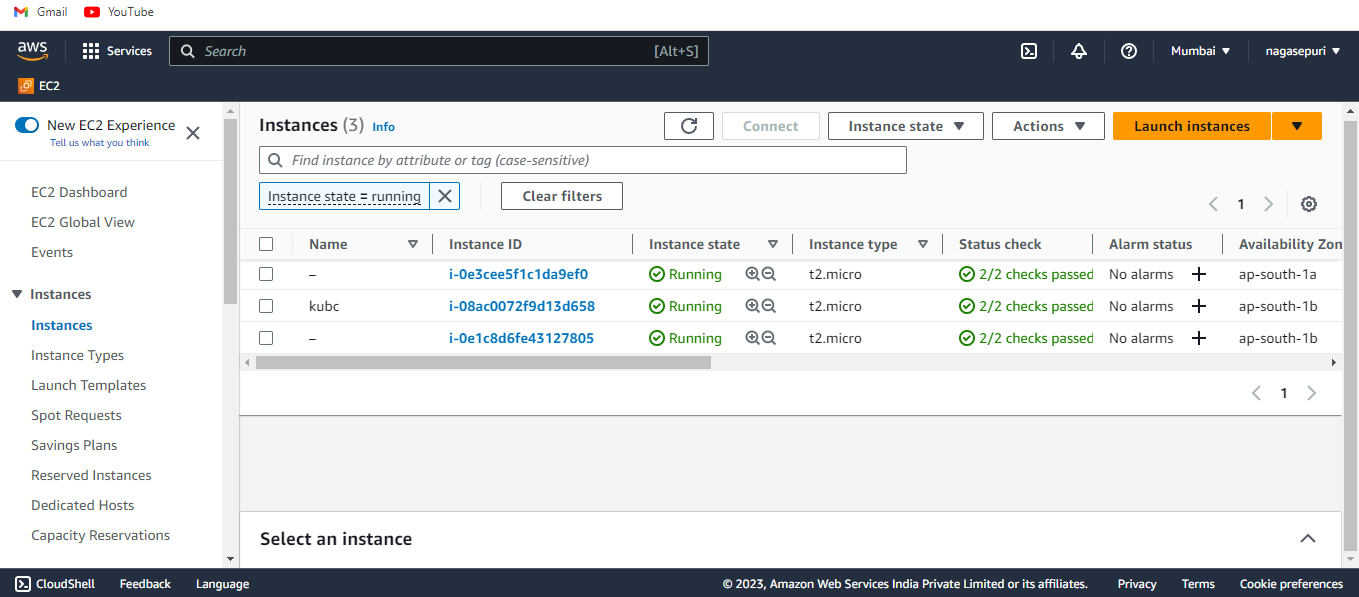 Gmail YouTube
aws Services Search [Alt+S] Mumbai nagasepuri
EC2
New EC2 Experience
Tell us what you think
EC2 Dashboard
EC2 Global View
Events
Instances
Instances
Instance Types
Launch Templates
Spot Requests
Savings Plans
Reserved Instances
Dedicated Hosts
Capacity Reservations
Instances (3) Info Connect Instance state Actions Launch instances
Find instance by attribute or tag (case-sensitive)
Instance state = running Clear filters
1
Name Instance ID Instance state Instance type Status check Alarm status Availability Zon
– i-0e3cee5f1c1da9ef0 Running t2.micro 2/2 checks passed No alarms ap-south-1a
kubc i-08ac0072f9d13d658 Running t2.micro 2/2 checks passed No alarms ap-south-1b
– i-0e1c8d6fe43127805 Running t2.micro 2/2 checks passed No alarms ap-south-1b
1
Select an instance
CloudShell Feedback Language © 2023, Amazon Web Services India Private Limited or its affiliates. Privacy Terms Cookie preferences